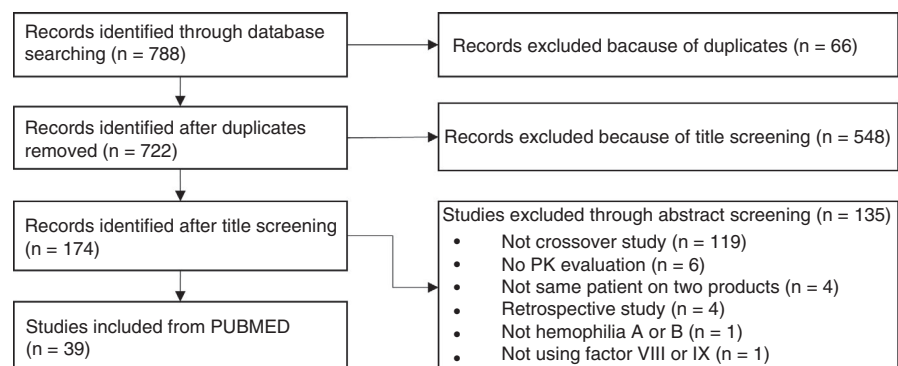 Records identified through database
searching (n = 788)
Records excluded bacause of duplicates (n = 66)
Records identified after duplicates
removed (n = 722)
Records excluded because of title screening (n = 548)
Records identified after title screening
(n = 174)
Studies excluded through abstract screening (n = 135)
• Not crossover study (n = 119)
• No PK evaluation (n = 6)
• Not same patient on two products (n = 4)
• Retrospective study (n = 4)
• Not hemophilia A or B (n = 1)
• Not using factor VIII or IX (n = 1)
Studies included from PUBMED
(n = 39)